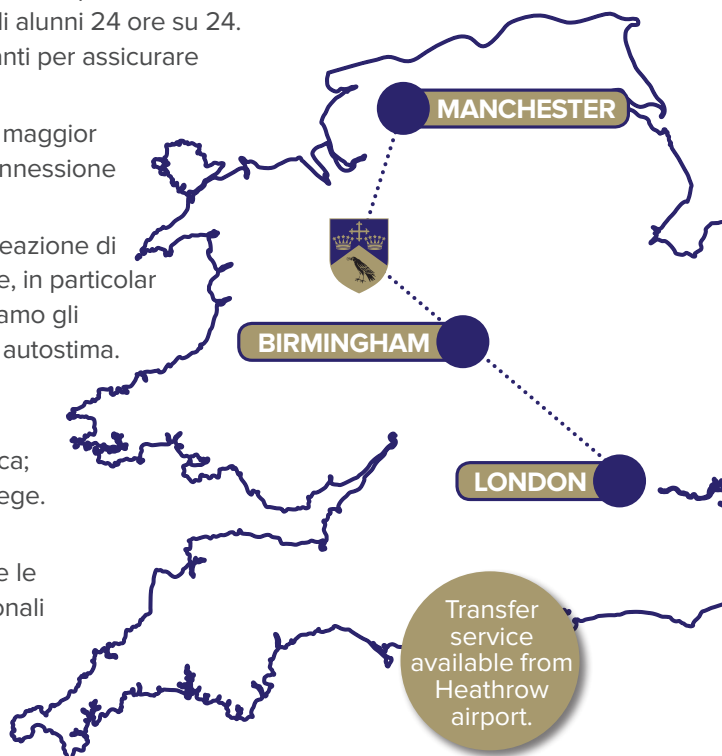 li alunni 24 ore su 24.
anti per assicurare
maggior
nnessione
eazione di
e, in particolar
amo gli
autostima.
ca;
ege.
e le
onali
MANCHESTER
BIRMINGHAM
LONDON
Transfer
service
available from
Heathrow
airport.